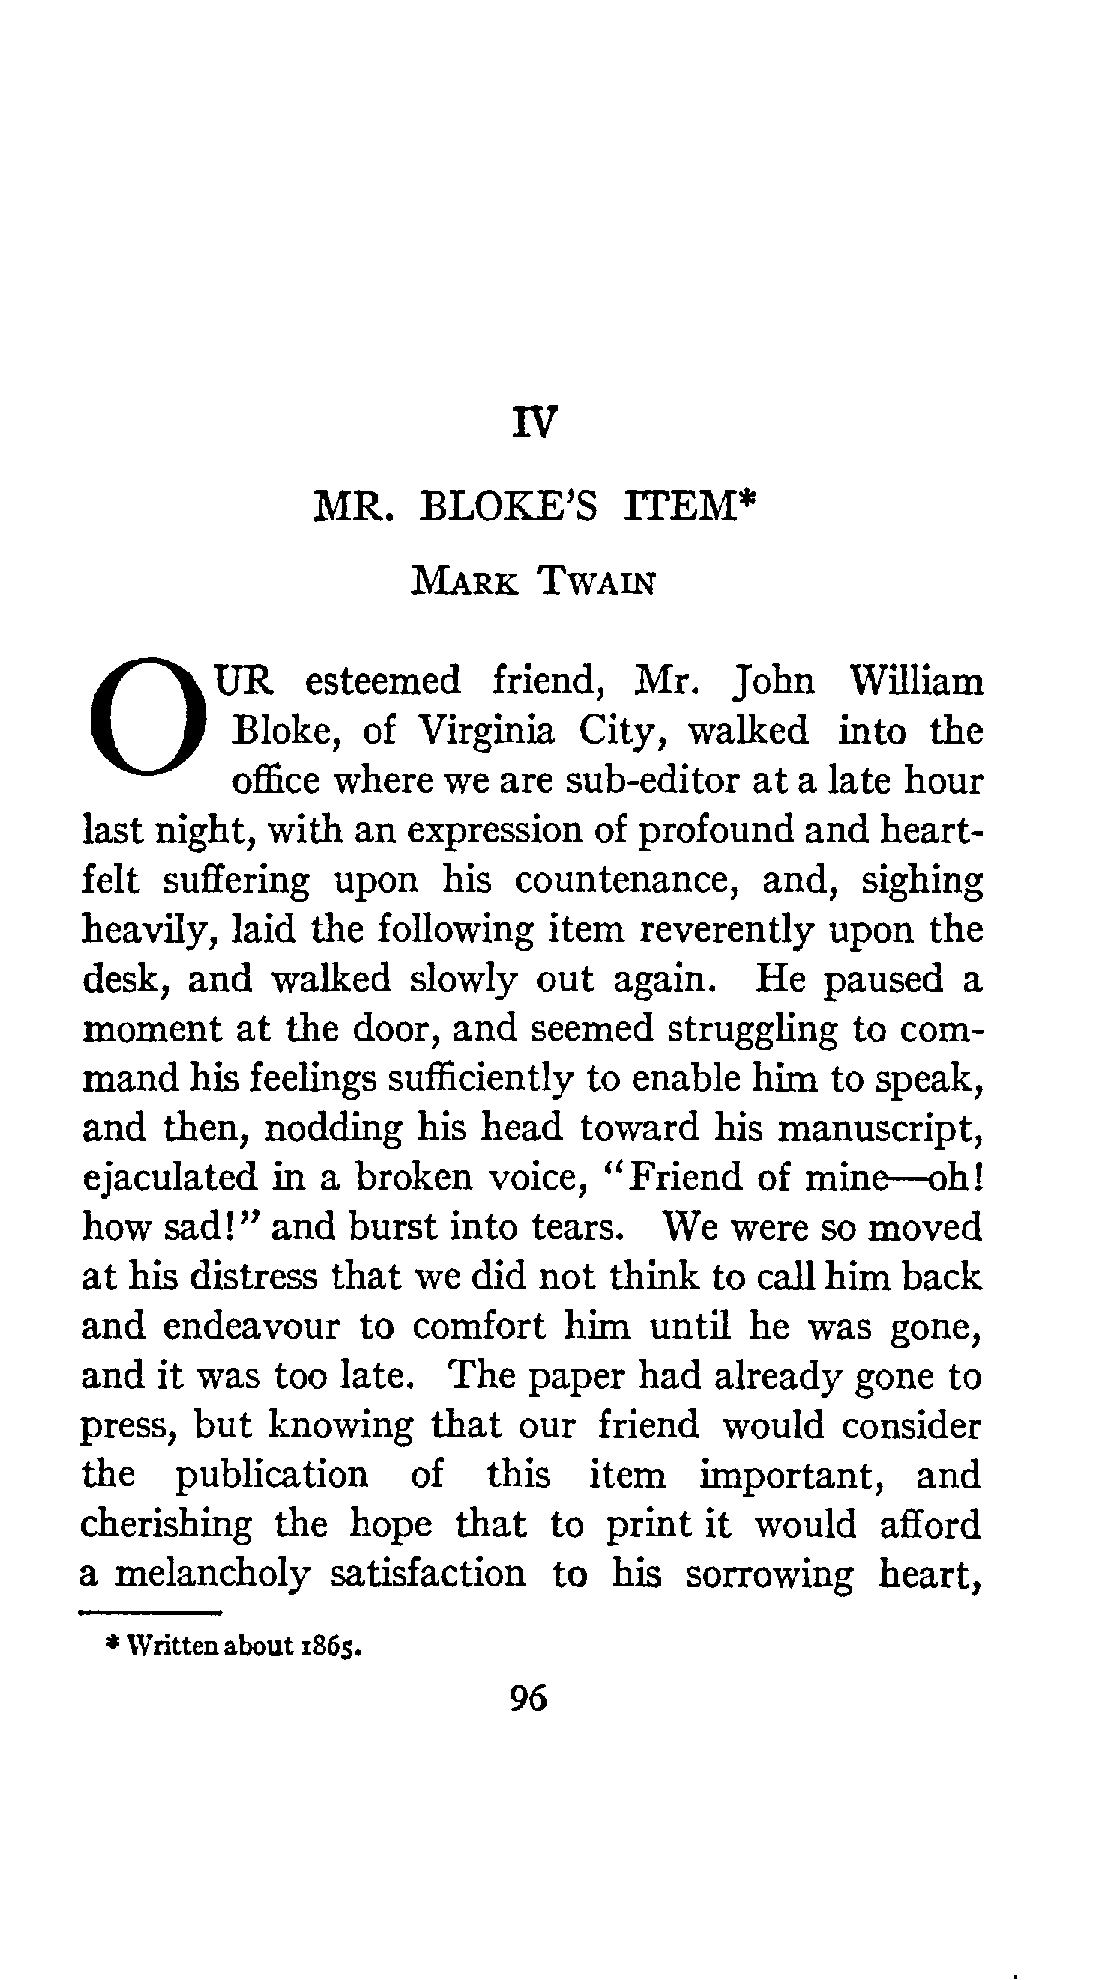 IV
MR. BLOKE'S ITEM*
MARK TWAIN
OUR esteemed friend, Mr. John William
Bloke, of Virginia City, walked into the
office where we are sub-editor at a late hour
last night, with an expression of profound and heart-
felt suffering upon his countenance, and, sighing
heavily, laid the following item reverently upon the
desk, and walked slowly out again. He paused a
moment at the door, and seemed struggling to com-
mand his feelings sufficiently to enable him to speak,
and then, nodding his head toward his manuscript,
ejaculated in a broken voice, "Friend of mine—oh!
how sad!" and burst into tears. We were so moved
at his distress that we did not think to call him back
and endeavour to comfort him until he was gone,
and it was too late. The paper had already gone to
press, but knowing that our friend would consider
the publication of this item important, and
cherishing the hope that to print it would afford
a melancholy satisfaction to his sorrowing heart,
* Written about 1865.
96